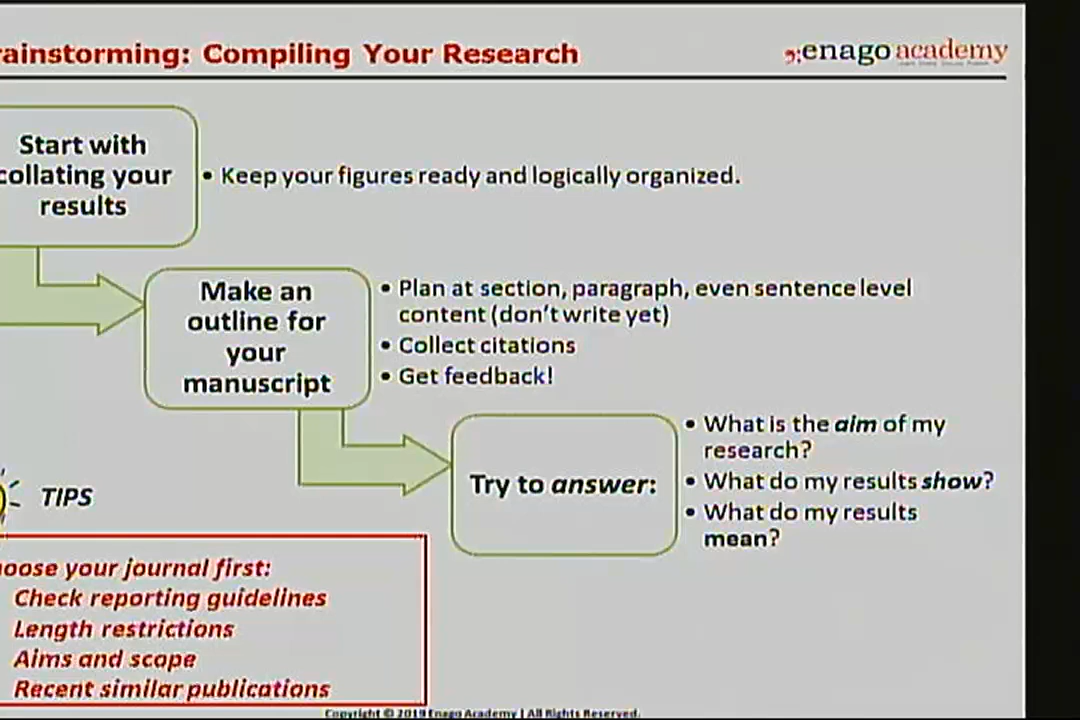 rainstorming: Compiling Your Research
enago academy
Start with
collating your
results
• Keep your figures ready and logically organized.
Make an
outline for
your
manuscript
• Plan at section, paragraph, even sentence level
content (don't write yet)
• Collect citations
• Get feedback!
Try to answer:
• What is the aim of my
research?
• What do my results show?
• What do my results
mean?
TIPS
oose your journal first:
Check reporting guidelines
Length restrictions
Aims and scope
Recent similar publications
Copyright © 2019 Enago Academy | All Rights Reserved.